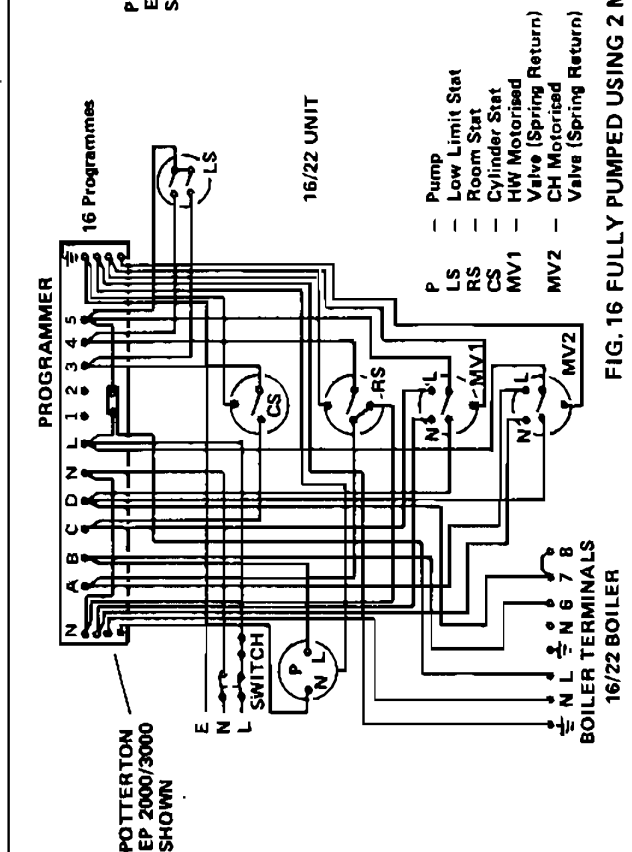 P
E
S
PROGRAMMER
16 Programmes
N A B C D N L 1 2 3 4 5
LS
16/22 UNIT
POTTERTON
EP 2000/3000
SHOWN
E
N
L
SWITCH
P
N L
CS
RS
N L
MV1
N L
MV2
N L N 6 7 8
BOILER TERMINALS
16/22 BOILER
P – Pump
LS – Low Limit Stat
RS – Room Stat
CS – Cylinder Stat
MV1 – HW Motorised
Valve (Spring Return)
MV2 – CH Motorised
Valve (Spring Return)
FIG. 16 FULLY PUMPED USING 2